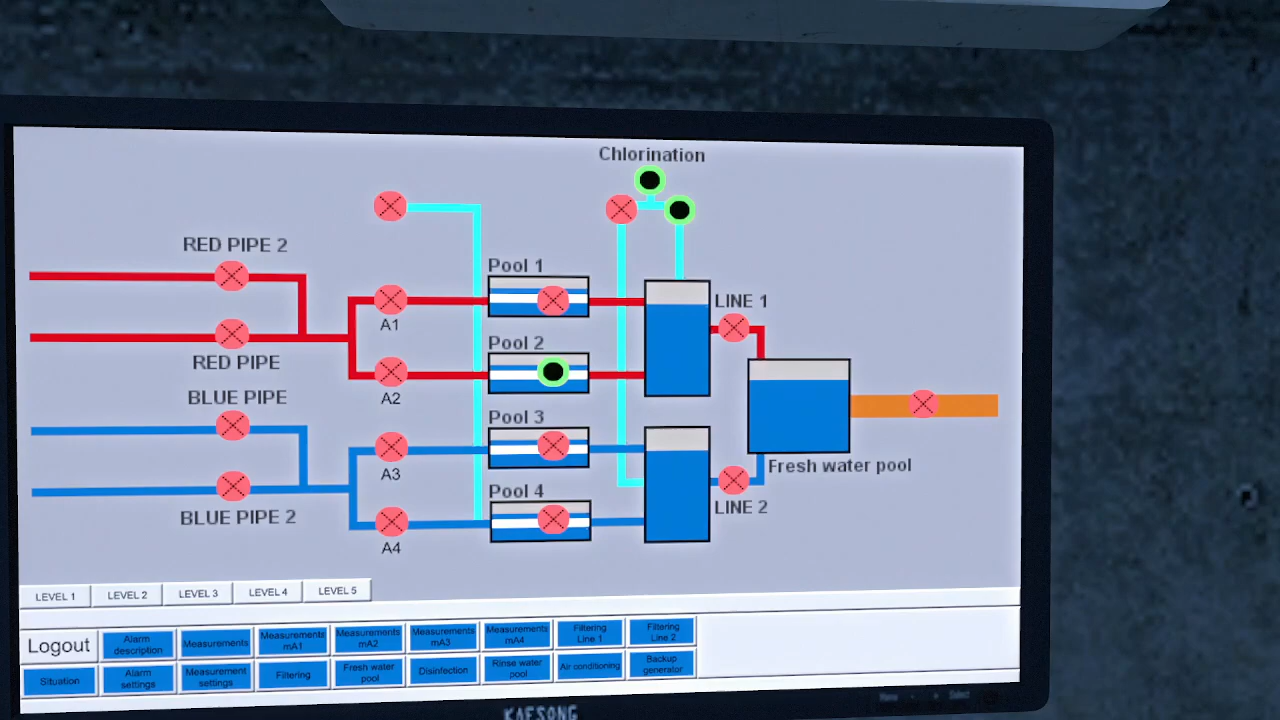 Chlorination
RED PIPE 2
Pool 1
LINE 1
A1
Pool 2
RED PIPE
BLUE PIPE
A2
Pool 3
Fresh water pool
A3
Pool 4
LINE 2
BLUE PIPE 2
A4
LEVEL 1 LEVEL 2 LEVEL 3 LEVEL 4 LEVEL 5
Logout
Alarm description
Measurements
Measurements mA1
Measurements mA2
Measurements mA3
Measurements mA4
Filtering Line 1
Filtering Line 2
Situation
Alarm settings
Measurement settings
Filtering
Fresh water pool
Disinfection
Rinse water pool
Air conditioning
Backup generator
Menu - + Select
KAESONG